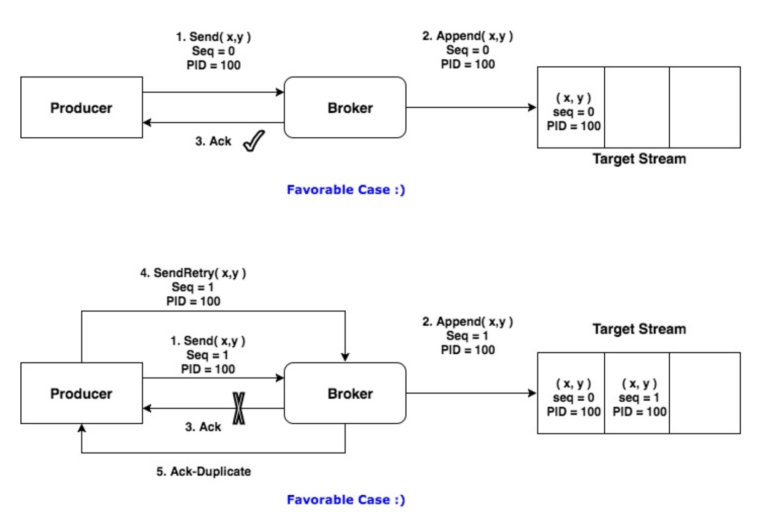 1. Send( x,y )
Seq = 0
PID = 100
2. Append( x,y )
Seq = 0
PID = 100
Producer
Broker
( x, y )
seq = 0
PID = 100
3. Ack
Target Stream
Favorable Case :)
4. SendRetry( x,y )
Seq = 1
PID = 100
1. Send( x,y )
Seq = 1
PID = 100
2. Append( x,y )
Seq = 1
PID = 100
Target Stream
Producer
Broker
( x, y )
seq = 0
PID = 100
( x, y )
seq = 1
PID = 100
3. Ack
5. Ack-Duplicate
Favorable Case :)